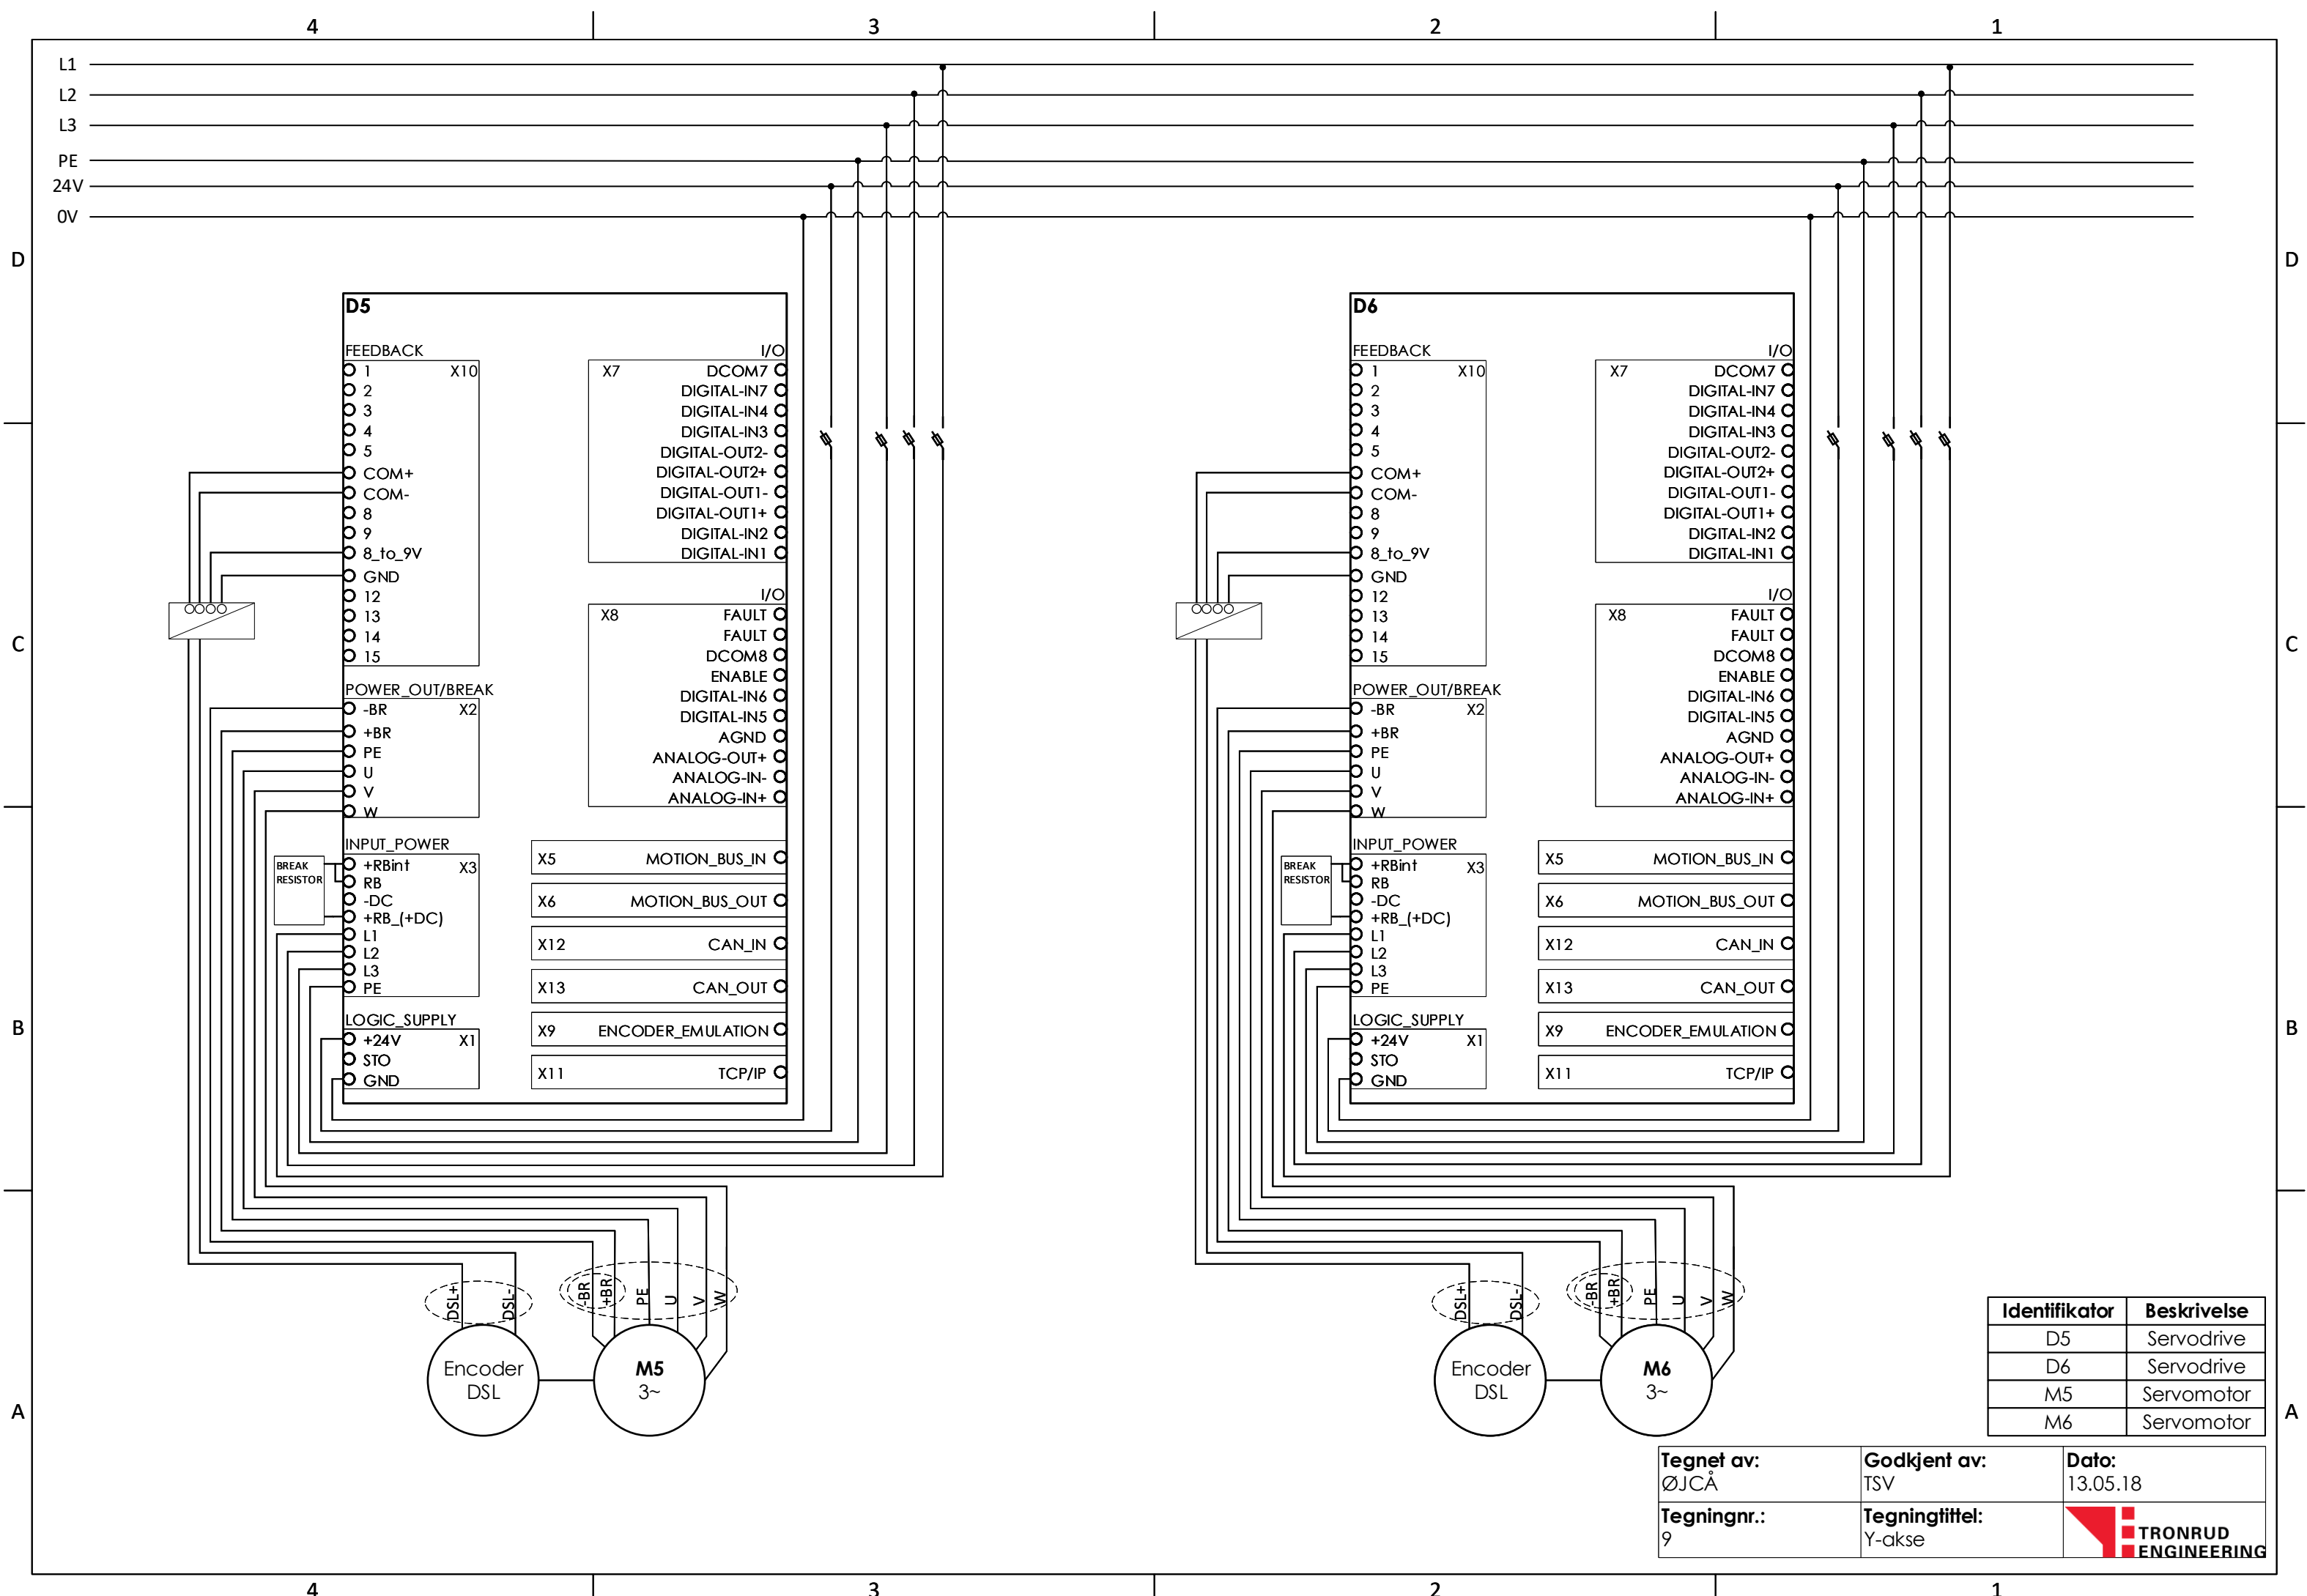 4 3 2 1
L1
L2
L3
PE
24V
0V
D D
C C
B B
A A
D5
FEEDBACK
X10
1
2
3
4
5
COM+
COM-
8
9
8_to_9V
GND
12
13
14
15
POWER_OUT/BREAK
X2
-BR
+BR
PE
U
V
W
INPUT_POWER
X3
BREAK
RESISTOR
+RBint
RB
-DC
+RB_(+DC)
L1
L2
L3
PE
LOGIC_SUPPLY
X1
+24V
STO
GND
I/O
X7
DCOM7
DIGITAL-IN7
DIGITAL-IN4
DIGITAL-IN3
DIGITAL-OUT2-
DIGITAL-OUT2+
DIGITAL-OUT1-
DIGITAL-OUT1+
DIGITAL-IN2
DIGITAL-IN1
I/O
X8
FAULT
FAULT
DCOM8
ENABLE
DIGITAL-IN6
DIGITAL-IN5
AGND
ANALOG-OUT+
ANALOG-IN-
ANALOG-IN+
X5 MOTION_BUS_IN
X6 MOTION_BUS_OUT
X12 CAN_IN
X13 CAN_OUT
X9 ENCODER_EMULATION
X11 TCP/IP
DSL+
DSL-
-BR
+BR
PE
U
V
W
Encoder
DSL
M5
3~
D6
FEEDBACK
X10
1
2
3
4
5
COM+
COM-
8
9
8_to_9V
GND
12
13
14
15
POWER_OUT/BREAK
X2
-BR
+BR
PE
U
V
W
INPUT_POWER
X3
BREAK
RESISTOR
+RBint
RB
-DC
+RB_(+DC)
L1
L2
L3
PE
LOGIC_SUPPLY
X1
+24V
STO
GND
I/O
X7
DCOM7
DIGITAL-IN7
DIGITAL-IN4
DIGITAL-IN3
DIGITAL-OUT2-
DIGITAL-OUT2+
DIGITAL-OUT1-
DIGITAL-OUT1+
DIGITAL-IN2
DIGITAL-IN1
I/O
X8
FAULT
FAULT
DCOM8
ENABLE
DIGITAL-IN6
DIGITAL-IN5
AGND
ANALOG-OUT+
ANALOG-IN-
ANALOG-IN+
X5 MOTION_BUS_IN
X6 MOTION_BUS_OUT
X12 CAN_IN
X13 CAN_OUT
X9 ENCODER_EMULATION
X11 TCP/IP
DSL+
DSL-
-BR
+BR
PE
U
V
W
Encoder
DSL
M6
3~
Identifikator Beskrivelse
D5 Servodrive
D6 Servodrive
M5 Servomotor
M6 Servomotor
Tegnet av: Godkjent av: Dato:
ØJCÅ TSV 13.05.18
Tegningnr.: Tegningtittel:
9 Y-akse
TRONRUD
ENGINEERING
4 3 2 1